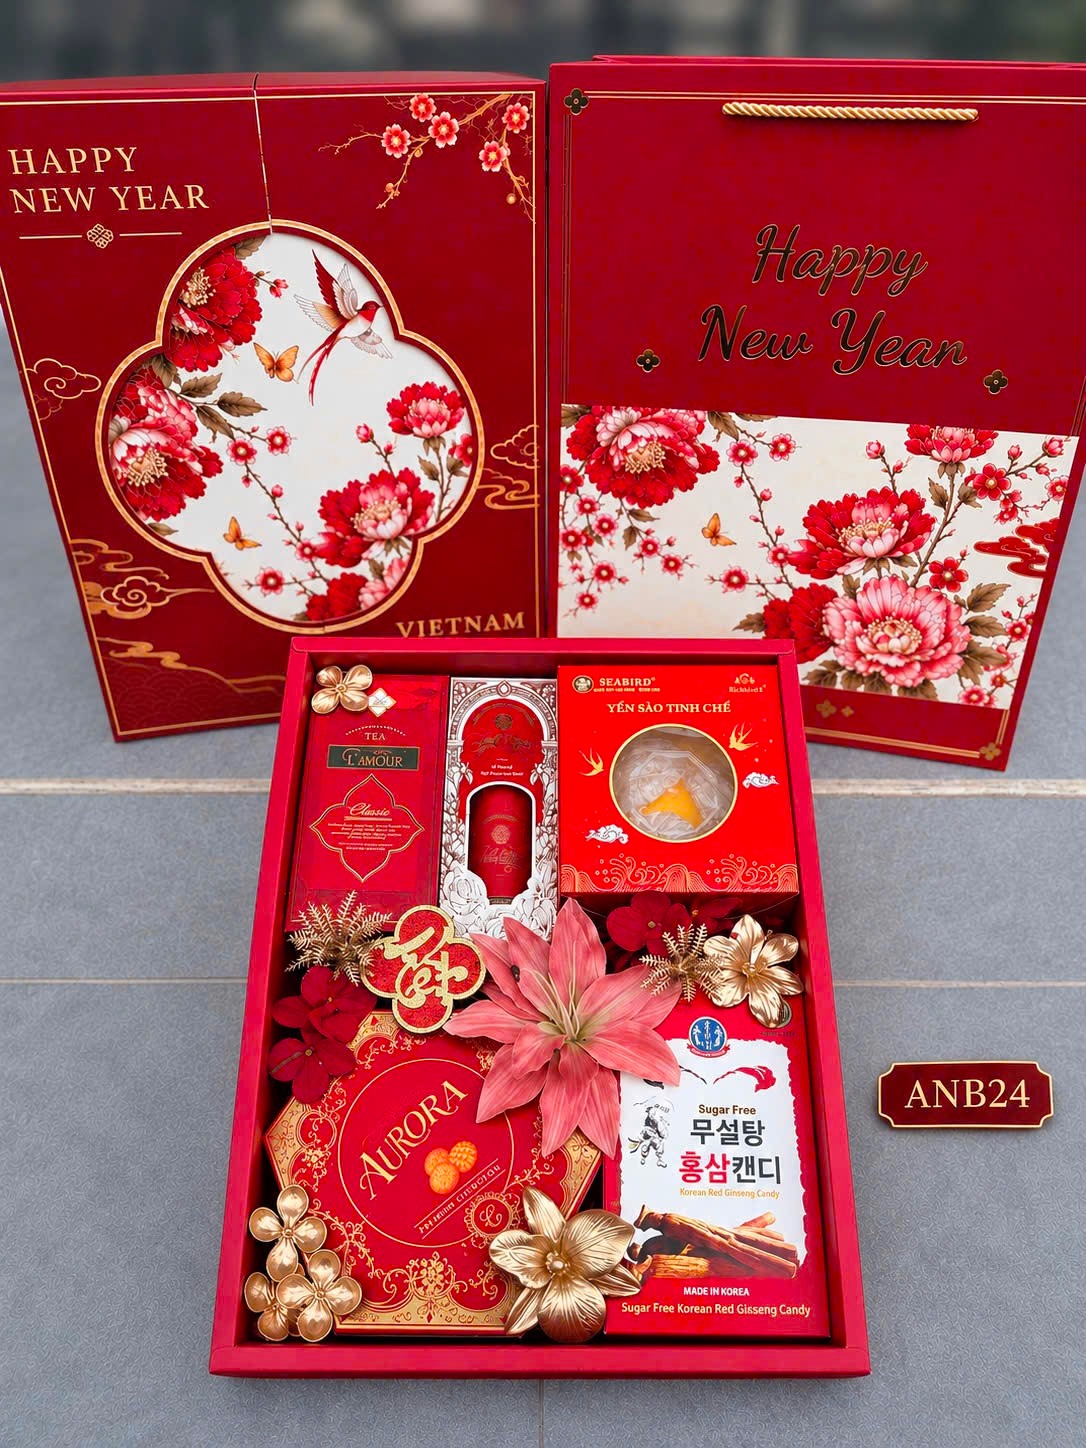 HAPPY
NEW YEAR
VIETNAM
Happy
New Year
TEA
L'AMOUR
Classic
SEABIRD®
YẾN SÀO TINH CHẾ
AURORA
Sugar Free
무설탕
홍삼캔디
Korean Red Ginseng Candy
MADE IN KOREA
Sugar Free Korean Red Gisseng Candy
ANB24